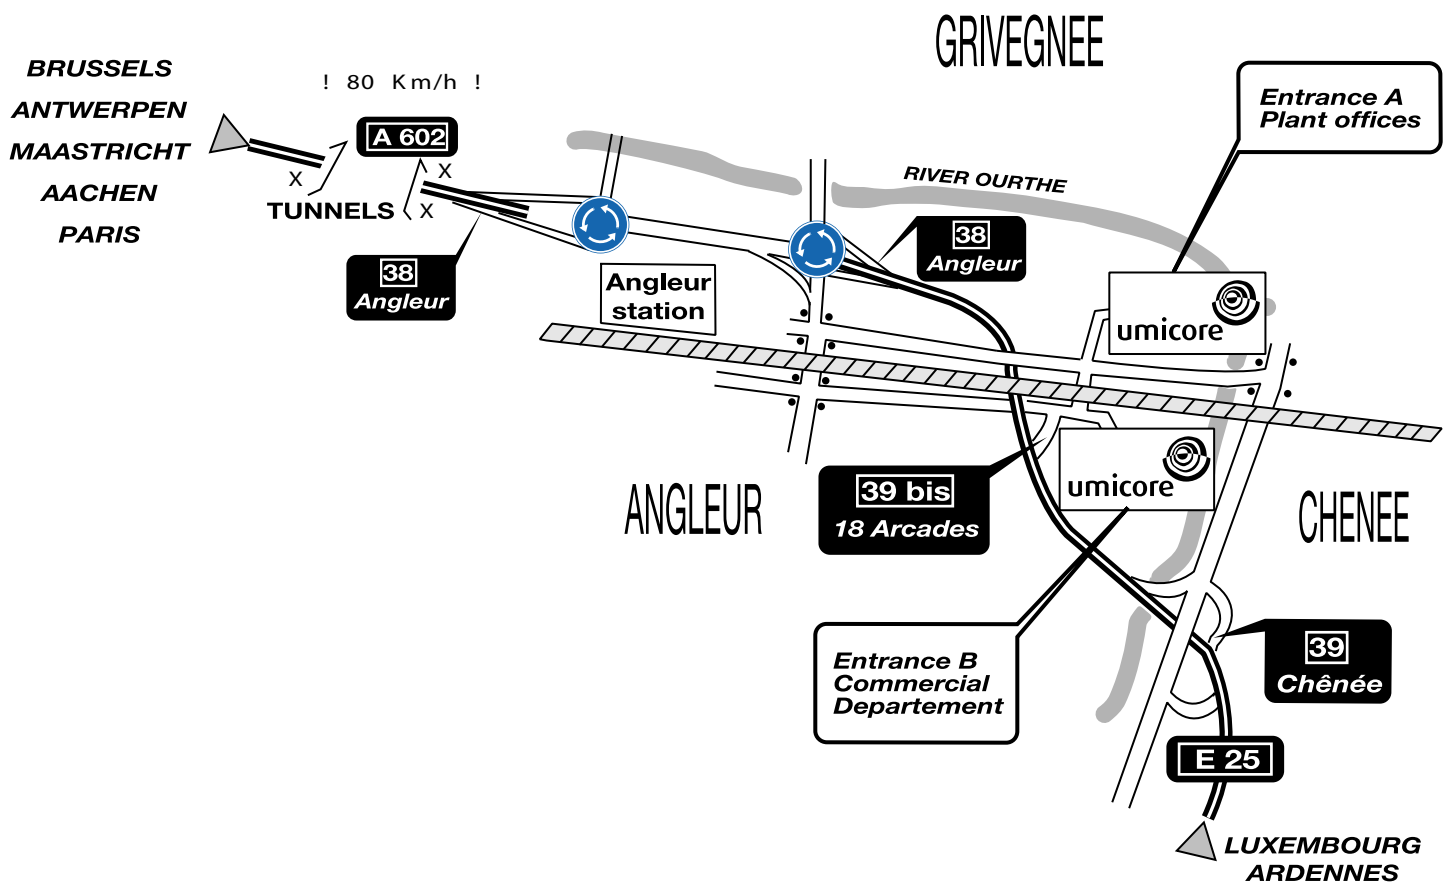 GRIVEGNEE
BRUSSELS
ANTWERPEN
MAASTRICHT
AACHEN
PARIS
! 80 Km/h !
A 602
X
X
X
TUNNELS
38
Angleur
Angleur
station
RIVER OURTHE
38
Angleur
Entrance A
Plant offices
umicore
umicore
ANGLEUR
39 bis
18 Arcades
CHENEE
Entrance B
Commercial
Departement
39
Chênée
E 25
LUXEMBOURG
ARDENNES